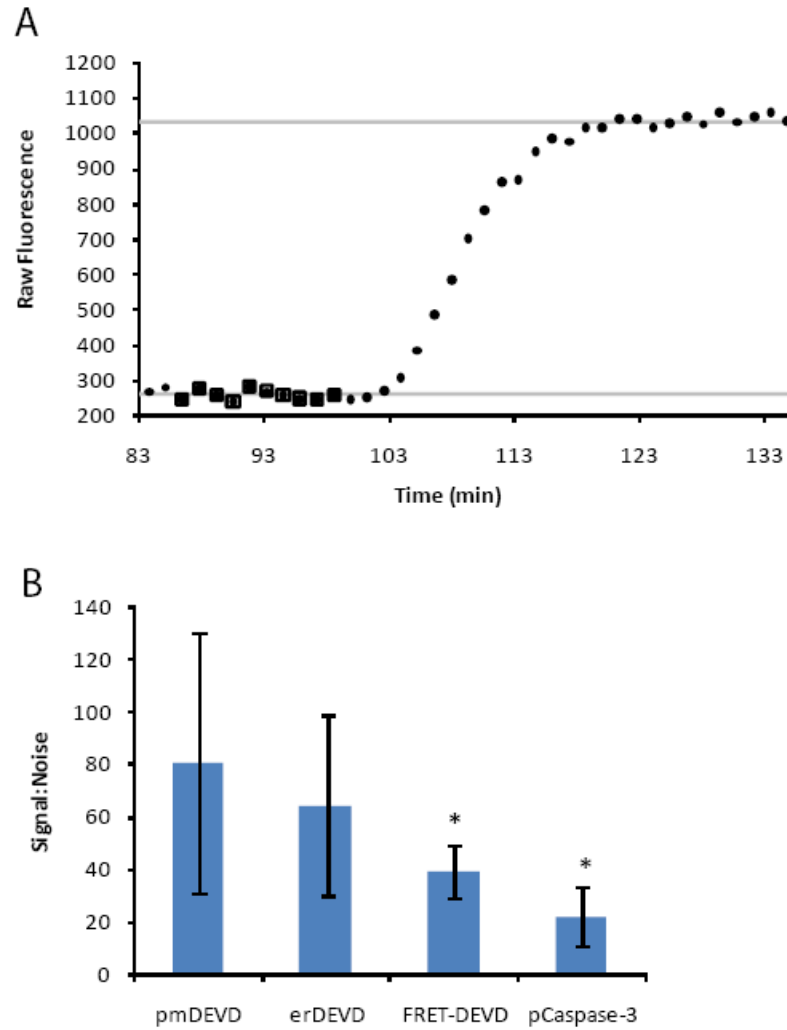 A
1200
1100
1000
900
800
700
600
500
400
300
200
Raw Fluorescence
83 93 103 113 123 133
Time (min)
B
140
120
100
80
60
40
20
0
Signal:Noise
* *
pmDEVD erDEVD FRET-DEVD pCaspase-3